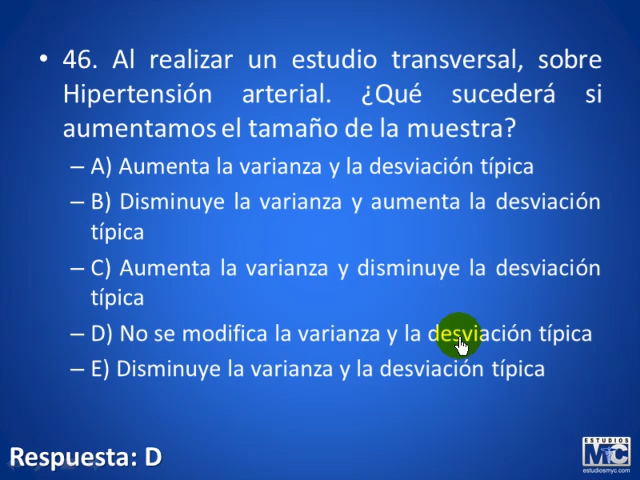 • 46. Al realizar un estudio transversal, sobre
Hipertensión arterial. ¿Qué sucederá si
aumentamos el tamaño de la muestra?
– A) Aumenta la varianza y la desviación típica
– B) Disminuye la varianza y aumenta la desviación
típica
– C) Aumenta la varianza y disminuye la desviación
típica
– D) No se modifica la varianza y la desviación típica
– E) Disminuye la varianza y la desviación típica
Respuesta: D
ESTUDIOS
MYC
estudiosmyc.com